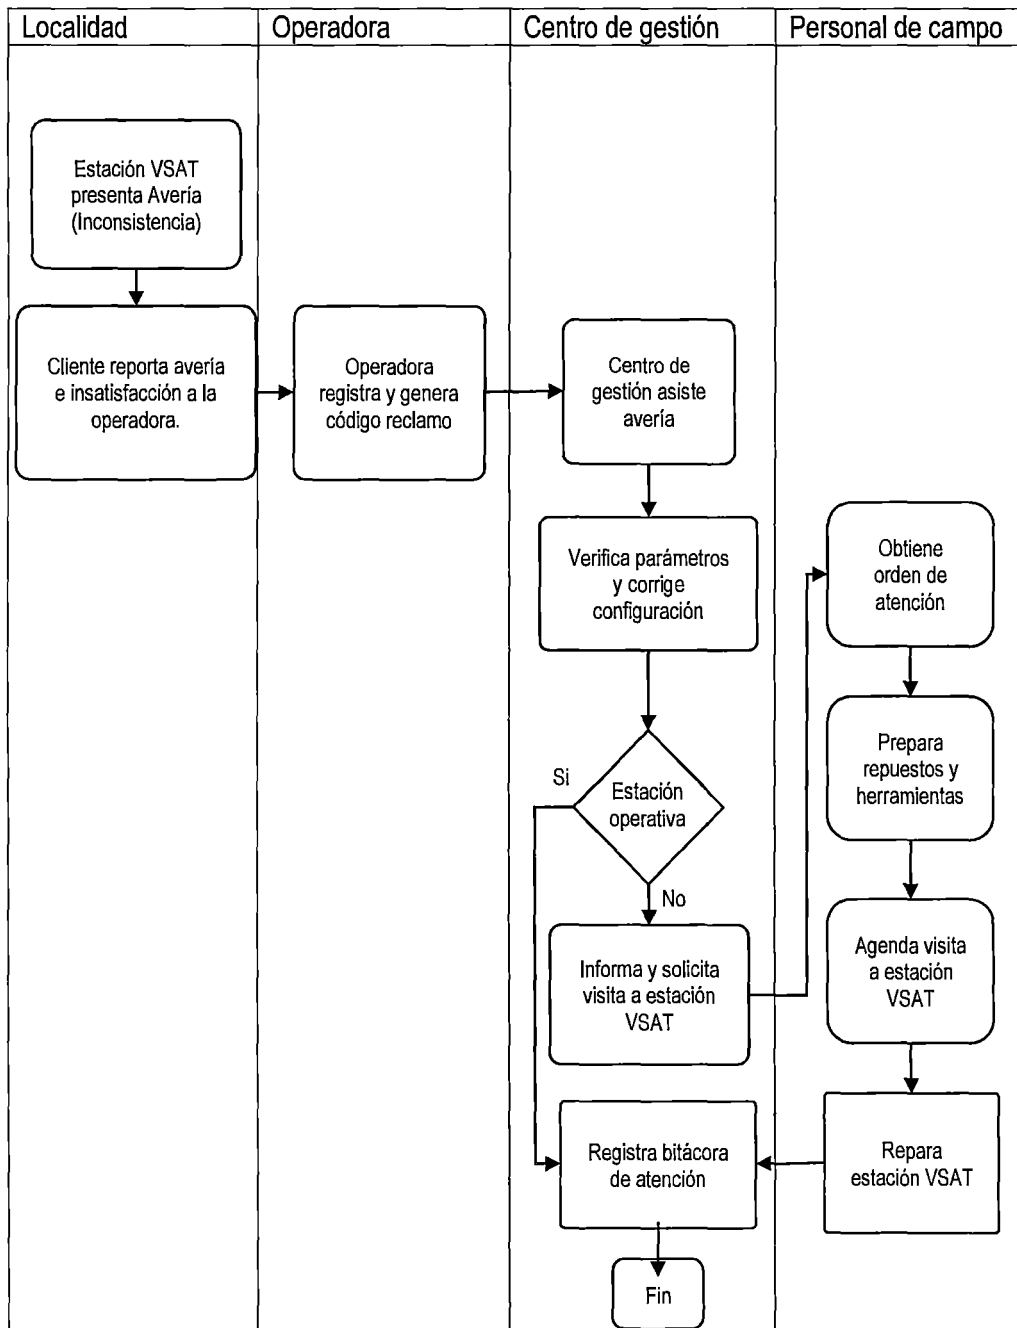 Localidad
Operadora
Centro de gestión
Personal de campo
Estación VSAT
presenta Avería
(Inconsistencia)
Cliente reporta avería
e insatisfacción a la
operadora.
Operadora
registra y genera
código reclamo
Centro de
gestión asiste
avería
Verifica parámetros
y corrige
configuración
Estación
operativa
Si
No
Informa y solicita
visita a estación
VSAT
Obtiene
orden de
atención
Prepara
repuestos y
herramientas
Agenda visita
a estación
VSAT
Repara
estación VSAT
Registra bitácora
de atención
Fin